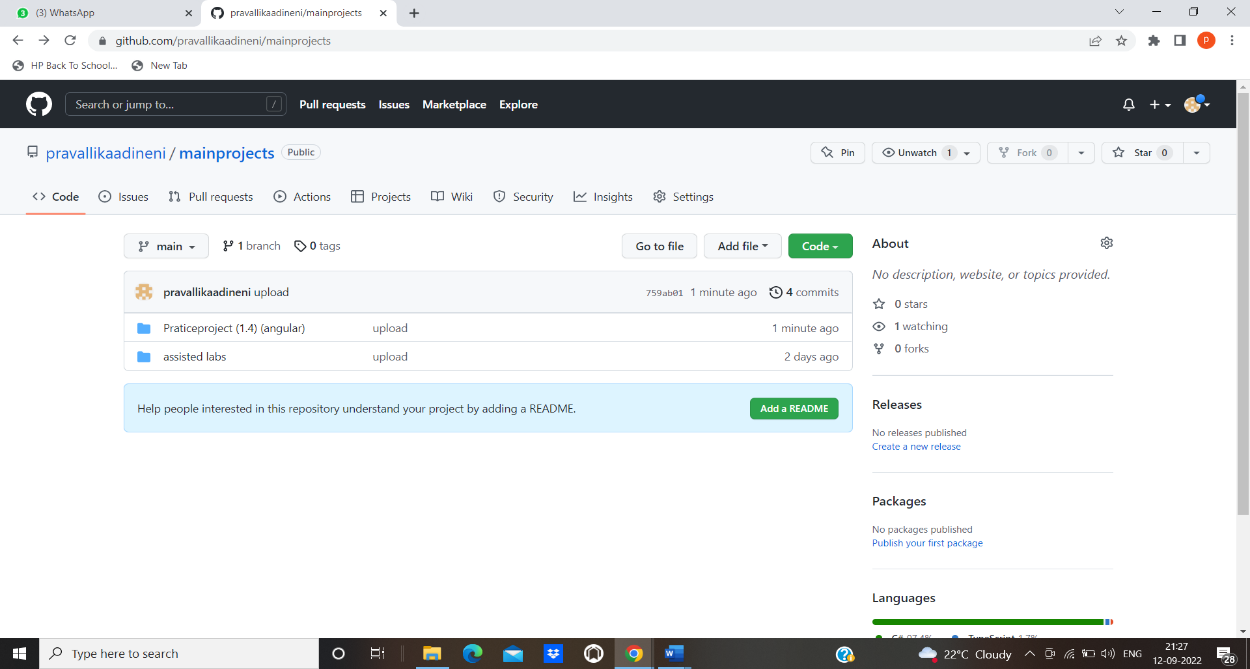 3 (3) WhatsApp
pravallikaadineni/mainprojects
github.com/pravallikaadineni/mainprojects
P
HP Back To School...
New Tab
Search or jump to... /
Pull requests Issues Marketplace Explore
pravallikaadineni / mainprojects Public
Pin Unwatch 1 Fork 0 Star 0
<> Code Issues Pull requests Actions Projects Wiki Security Insights Settings
main 1 branch 0 tags Go to file Add file Code
pravallikaadineni upload 759ab01 1 minute ago 4 commits
Praticeproject (1.4) (angular) upload 1 minute ago
assisted labs upload 2 days ago
Help people interested in this repository understand your project by adding a README. Add a README
About
No description, website, or topics provided.
0 stars
1 watching
0 forks
Releases
No releases published
Create a new release
Packages
No packages published
Publish your first package
Languages
C# 97.4% TypeScript 1.7%
Type here to search
W
22°C Cloudy
ENG
21:27
12-09-2022
28